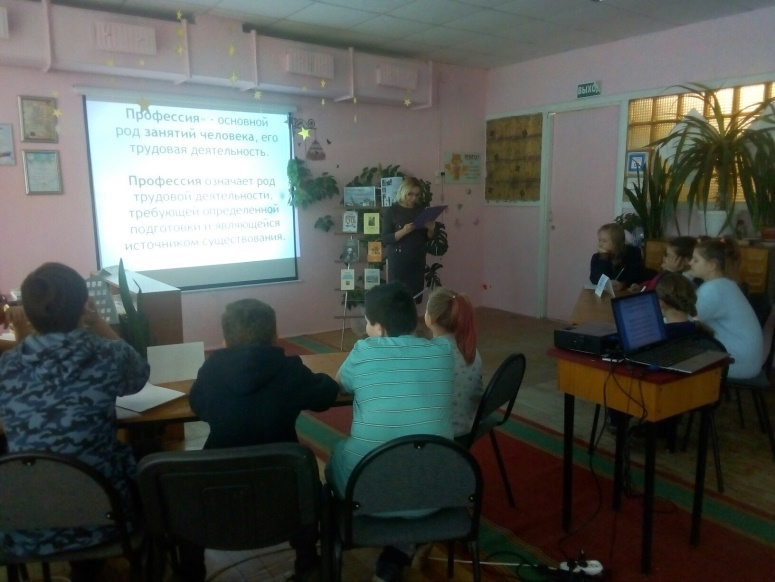 Профессия- - основной
род занятий человека, его
трудовая деятельность.
Профессия означает род
трудовой деятельности,
требующей определенной
подготовки и являющейся
источником существования.
ВЫХОД